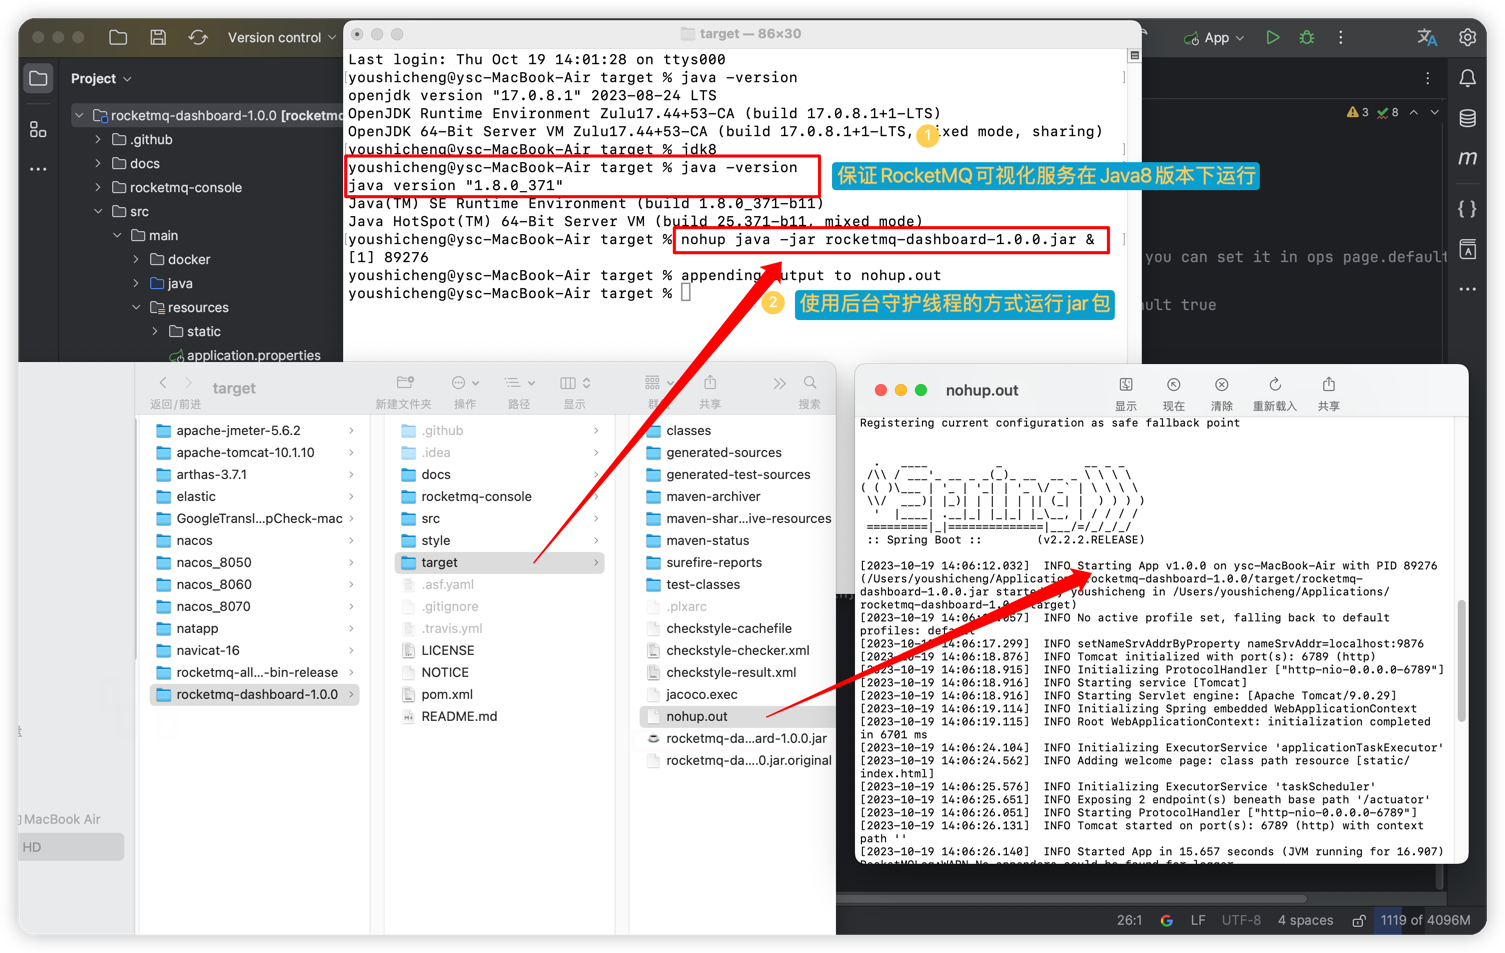 Version control
target — 86×30
App
Project
rocketmq-dashboard-1.0.0 [rocketmq
.github
docs
rocketmq-console
src
main
docker
java
resources
static
application.properties
Last login: Thu Oct 19 14:01:28 on ttys000
youshicheng@ysc-MacBook-Air target % java -version
openjdk version "17.0.8.1" 2023-08-24 LTS
OpenJDK Runtime Environment Zulu17.44+53-CA (build 17.0.8.1+1-LTS)
OpenJDK 64-Bit Server VM Zulu17.44+53-CA (build 17.0.8.1+1-LTS, mixed mode, sharing)
youshicheng@ysc-MacBook-Air target % jdk8
youshicheng@ysc-MacBook-Air target % java -version
java version "1.8.0_371"
Java(TM) SE Runtime Environment (build 1.8.0_371-b11)
Java HotSpot(TM) 64-Bit Server VM (build 25.371-b11, mixed mode)
youshicheng@ysc-MacBook-Air target % nohup java -jar rocketmq-dashboard-1.0.0.jar &
[1] 89276
youshicheng@ysc-MacBook-Air target % appending output to nohup.out
youshicheng@ysc-MacBook-Air target %
1
保证RocketMQ可视化服务在Java8版本下运行
2
使用后台守护线程的方式运行jar包
3
8
you can set it in ops page.default
ult true
m
target
返回/前进
新建文件夹
操作
路径
显示
共享
搜索
apache-jmeter-5.6.2
apache-tomcat-10.1.10
arthas-3.7.1
elastic
GoogleTransl...pCheck-mac
nacos
nacos_8050
nacos_8060
nacos_8070
natapp
navicat-16
rocketmq-all...-bin-release
rocketmq-dashboard-1.0.0
MacBook Air
HD
.github
.idea
docs
rocketmq-console
src
style
target
.asf.yaml
.gitignore
.travis.yml
LICENSE
NOTICE
pom.xml
README.md
classes
generated-sources
generated-test-sources
maven-archiver
maven-shar...ive-resources
maven-status
surefire-reports
test-classes
.plxarc
checkstyle-cachefile
checkstyle-checker.xml
checkstyle-result.xml
jacoco.exec
nohup.out
rocketmq-da...ard-1.0.0.jar
rocketmq-da....0.jar.original
nohup.out
显示
现在
清除
重新载入
共享
Registering current configuration as safe fallback point
:: Spring Boot :: (v2.2.2.RELEASE)
[2023-10-19 14:06:12.032] INFO Starting App v1.0.0 on ysc-MacBook-Air with PID 89276
(/Users/youshicheng/Application rocketmq-dashboard-1.0.0/target/rocketmq-
dashboard-1.0.0.jar started youshicheng in /Users/youshicheng/Applications/
rocketmq-dashboard-1.0 target)
[2023-10-19 14:06: .057] INFO No active profile set, falling back to default
profiles: default
[2023-10-19 14:06:17.299] INFO setNameSrvAddrByProperty nameSrvAddr=localhost:9876
[2023-10-19 14:06:18.876] INFO Tomcat initialized with port(s): 6789 (http)
[2023-10-19 14:06:18.915] INFO Initializing ProtocolHandler ["http-nio-0.0.0.0-6789"]
[2023-10-19 14:06:18.916] INFO Starting service [Tomcat]
[2023-10-19 14:06:18.916] INFO Starting Servlet engine: [Apache Tomcat/9.0.29]
[2023-10-19 14:06:19.114] INFO Initializing Spring embedded WebApplicationContext
[2023-10-19 14:06:19.115] INFO Root WebApplicationContext: initialization completed
in 6701 ms
[2023-10-19 14:06:24.104] INFO Initializing ExecutorService 'applicationTaskExecutor'
[2023-10-19 14:06:24.562] INFO Adding welcome page: class path resource [static/
index.html]
[2023-10-19 14:06:25.576] INFO Initializing ExecutorService 'taskScheduler'
[2023-10-19 14:06:25.651] INFO Exposing 2 endpoint(s) beneath base path '/actuator'
[2023-10-19 14:06:26.051] INFO Starting ProtocolHandler ["http-nio-0.0.0.0-6789"]
[2023-10-19 14:06:26.131] INFO Tomcat started on port(s): 6789 (http) with context
path ''
[2023-10-19 14:06:26.140] INFO Started App in 15.657 seconds (JVM running for 16.907)
RocketMQLog:WARN No appenders could be found for logger
26:1
LF
UTF-8
4 spaces
1119 of 4096M